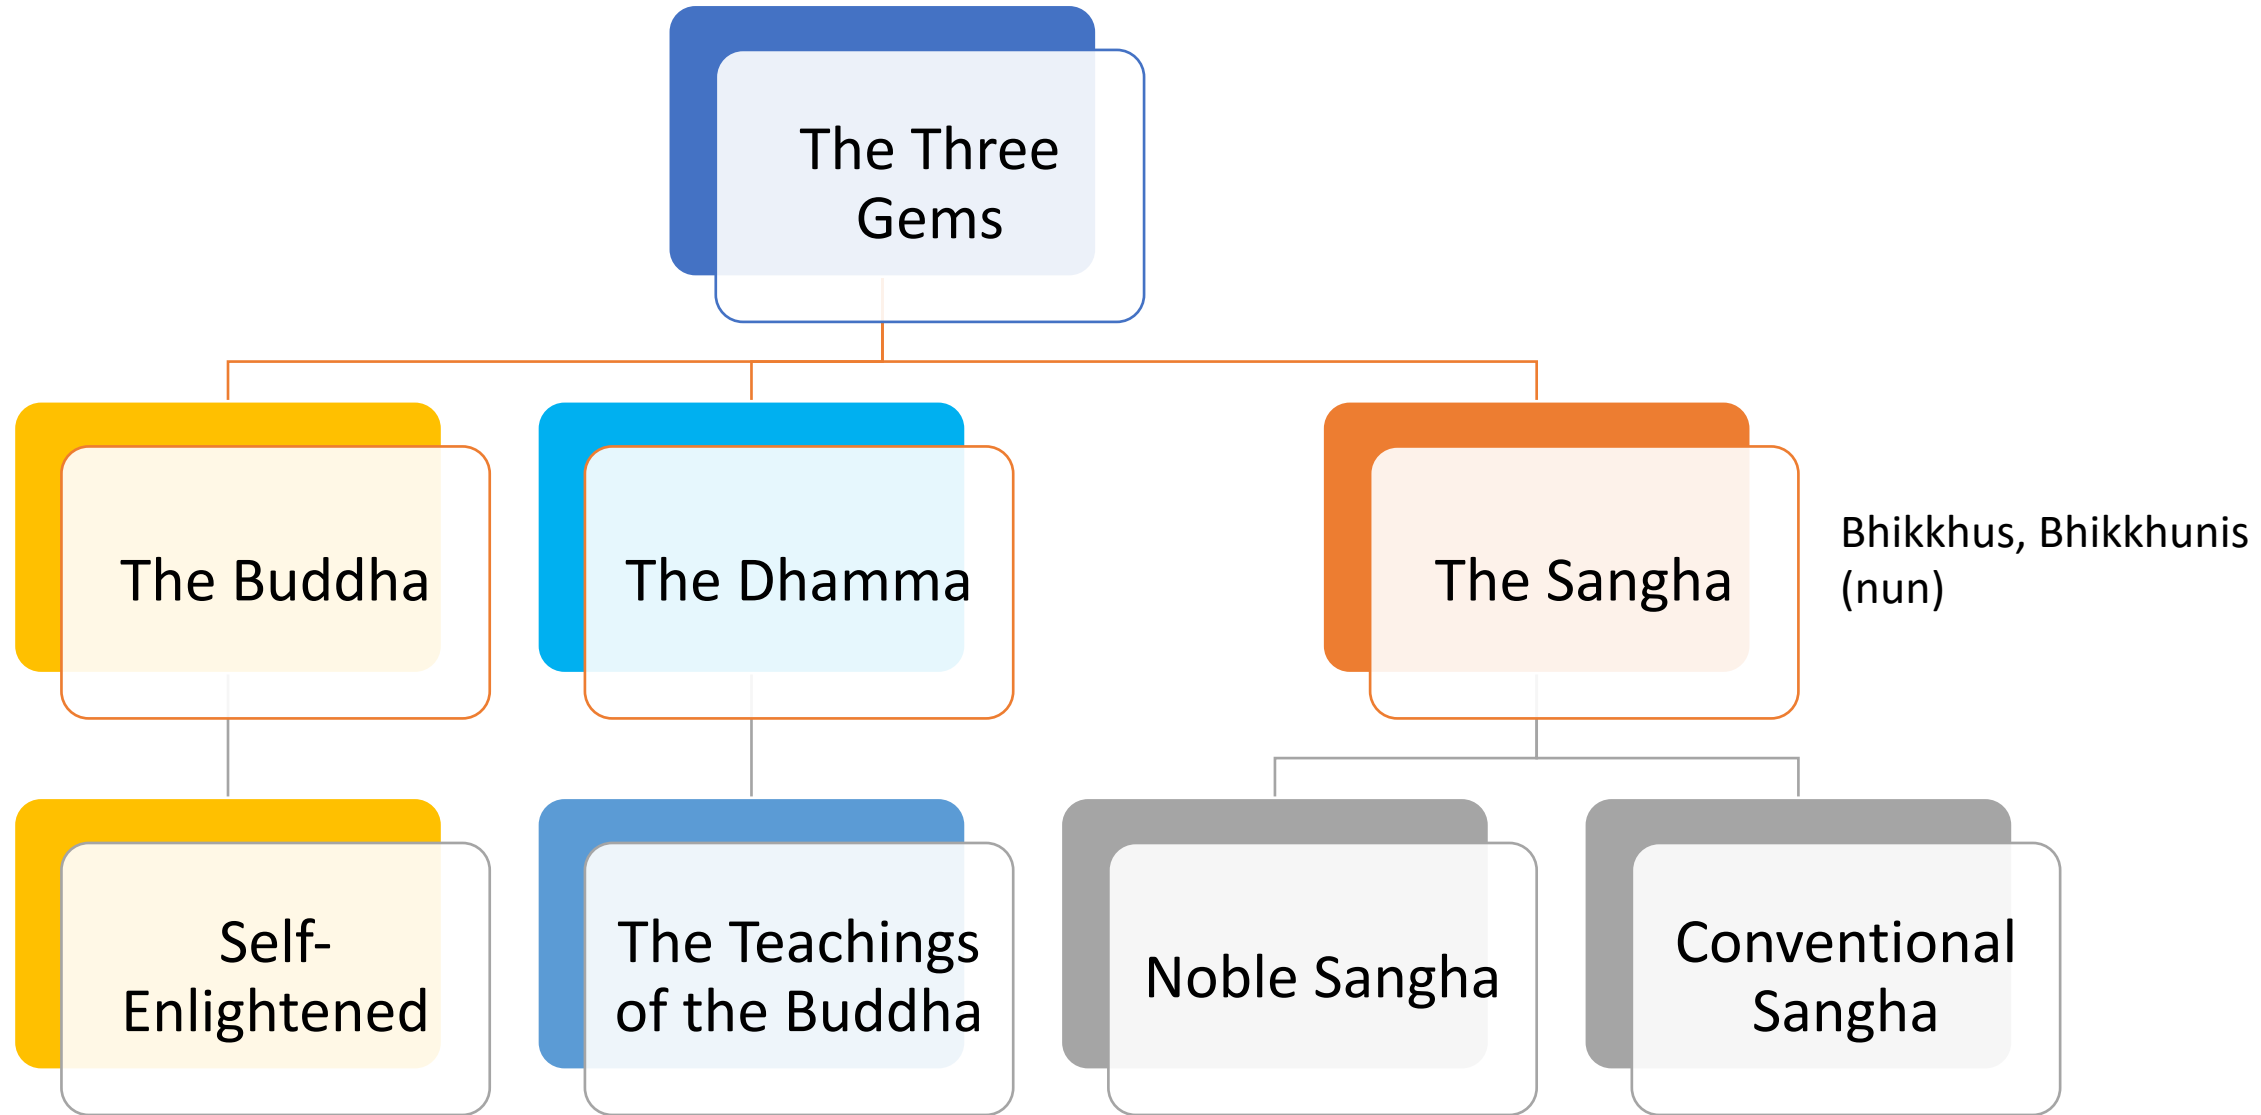 The Three
Gems
The Buddha
The Dhamma
The Sangha
Bhikkhus, Bhikkhunis
(nun)
Self-
Enlightened
The Teachings
of the Buddha
Noble Sangha
Conventional
Sangha